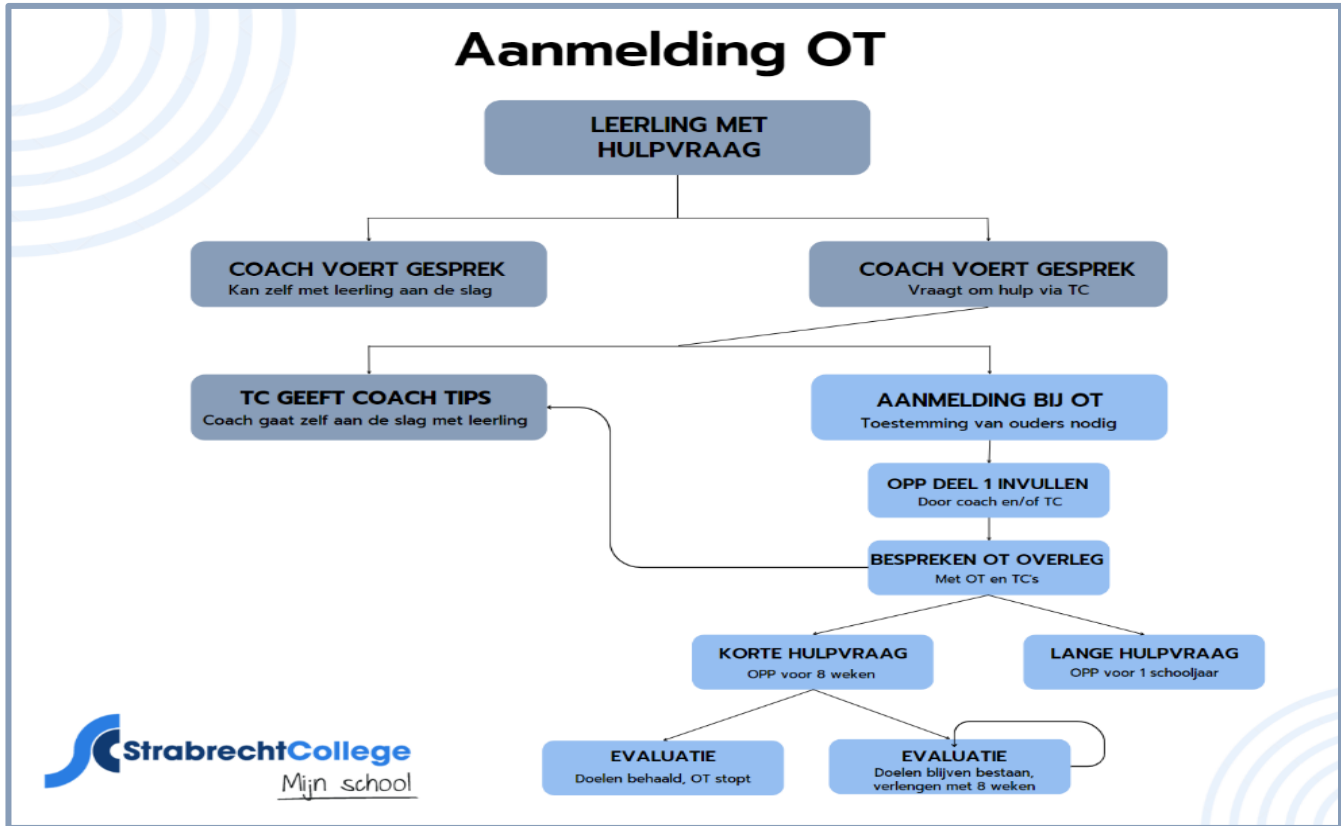 Aanmelding OT
LEERLING MET
HULPVRAAG
COACH VOERT GESPREK
Kan zelf met leerling aan de slag
COACH VOERT GESPREK
Vraagt om hulp via TC
TC GEEFT COACH TIPS
Coach gaat zelf aan de slag met leerling
AANMELDING BIJ OT
Toestemming van ouders nodig
OPP DEEL 1 INVULLEN
Door coach en/of TC
BESPREKEN OT OVERLEG
Met OT en TC's
KORTE HULPVRAAG
OPP voor 8 weken
LANGE HULPVRAAG
OPP voor 1 schooljaar
EVALUATIE
Doelen behaald, OT stopt
EVALUATIE
Doelen blijven bestaan,
verlengen met 8 weken
StrabrechtCollege
Mijn school